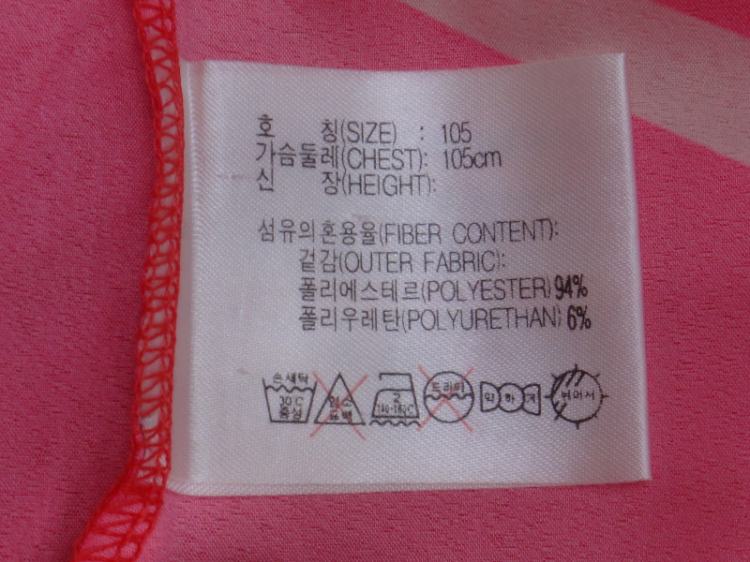 호 칭(SIZE) : 105
가슴둘레(CHEST): 105cm
신 장(HEIGHT):
섬유의혼용율(FIBER CONTENT):
겉감(OUTER FABRIC):
폴리에스테르(POLYESTER) 94%
폴리우레탄(POLYURETHAN) 6%
손세탁 30℃ 중성
염소 표백
2 140-160℃
드라이
약하게
뉘어서